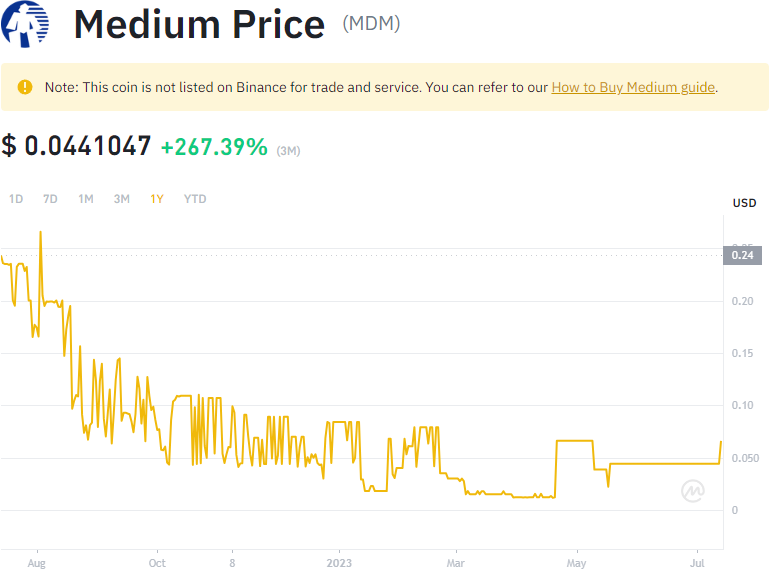 Medium Price (MDM)
Note: This coin is not listed on Binance for trade and service. You can refer to our How to Buy Medium guide.
$ 0.0441047 +267.39% (3M)
1D 7D 1M 3M 1Y YTD
USD
0.25
0.24
0.20
0.15
0.10
0.050
0
Aug Oct 8 2023 Mar May Jul